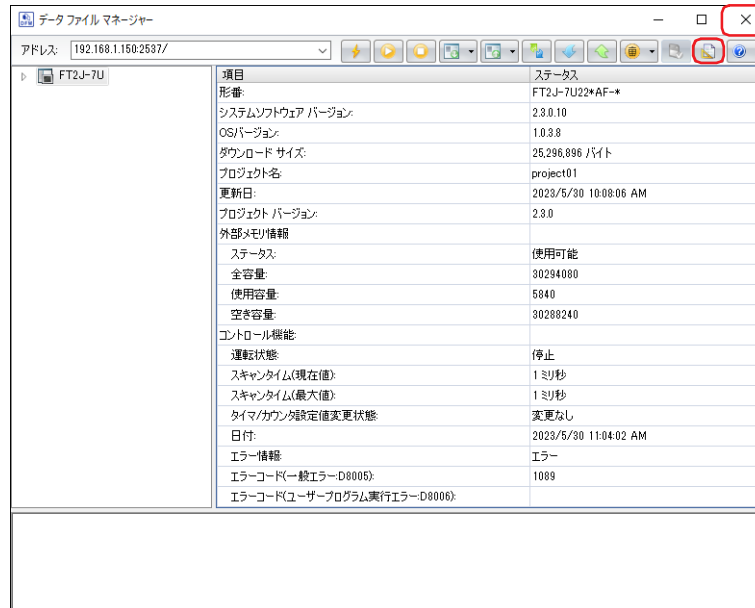 データ ファイル マネージャー
アドレス: 192.168.1.150:2537/
FT2J-7U
項目 ステータス
形番: FT2J-7U22*AF-*
システムソフトウェア バージョン: 2.3.0.10
OSバージョン: 1.0.3.8
ダウンロード サイズ: 25,296,896 バイト
プロジェクト名: project01
更新日: 2023/5/30 10:08:06 AM
プロジェクト バージョン: 2.3.0
外部メモリ情報
ステータス: 使用可能
全容量: 30294080
使用容量: 5840
空き容量: 30288240
コントロール機能:
運転状態: 停止
スキャンタイム(現在値): 1 ミリ秒
スキャンタイム(最大値): 1 ミリ秒
タイマ/カウンタ設定値変更状態: 変更なし
日付: 2023/5/30 11:04:02 AM
エラー情報: エラー
エラーコード(一般エラー:D8005): 1089
エラーコード(ユーザープログラム実行エラー:D8006):